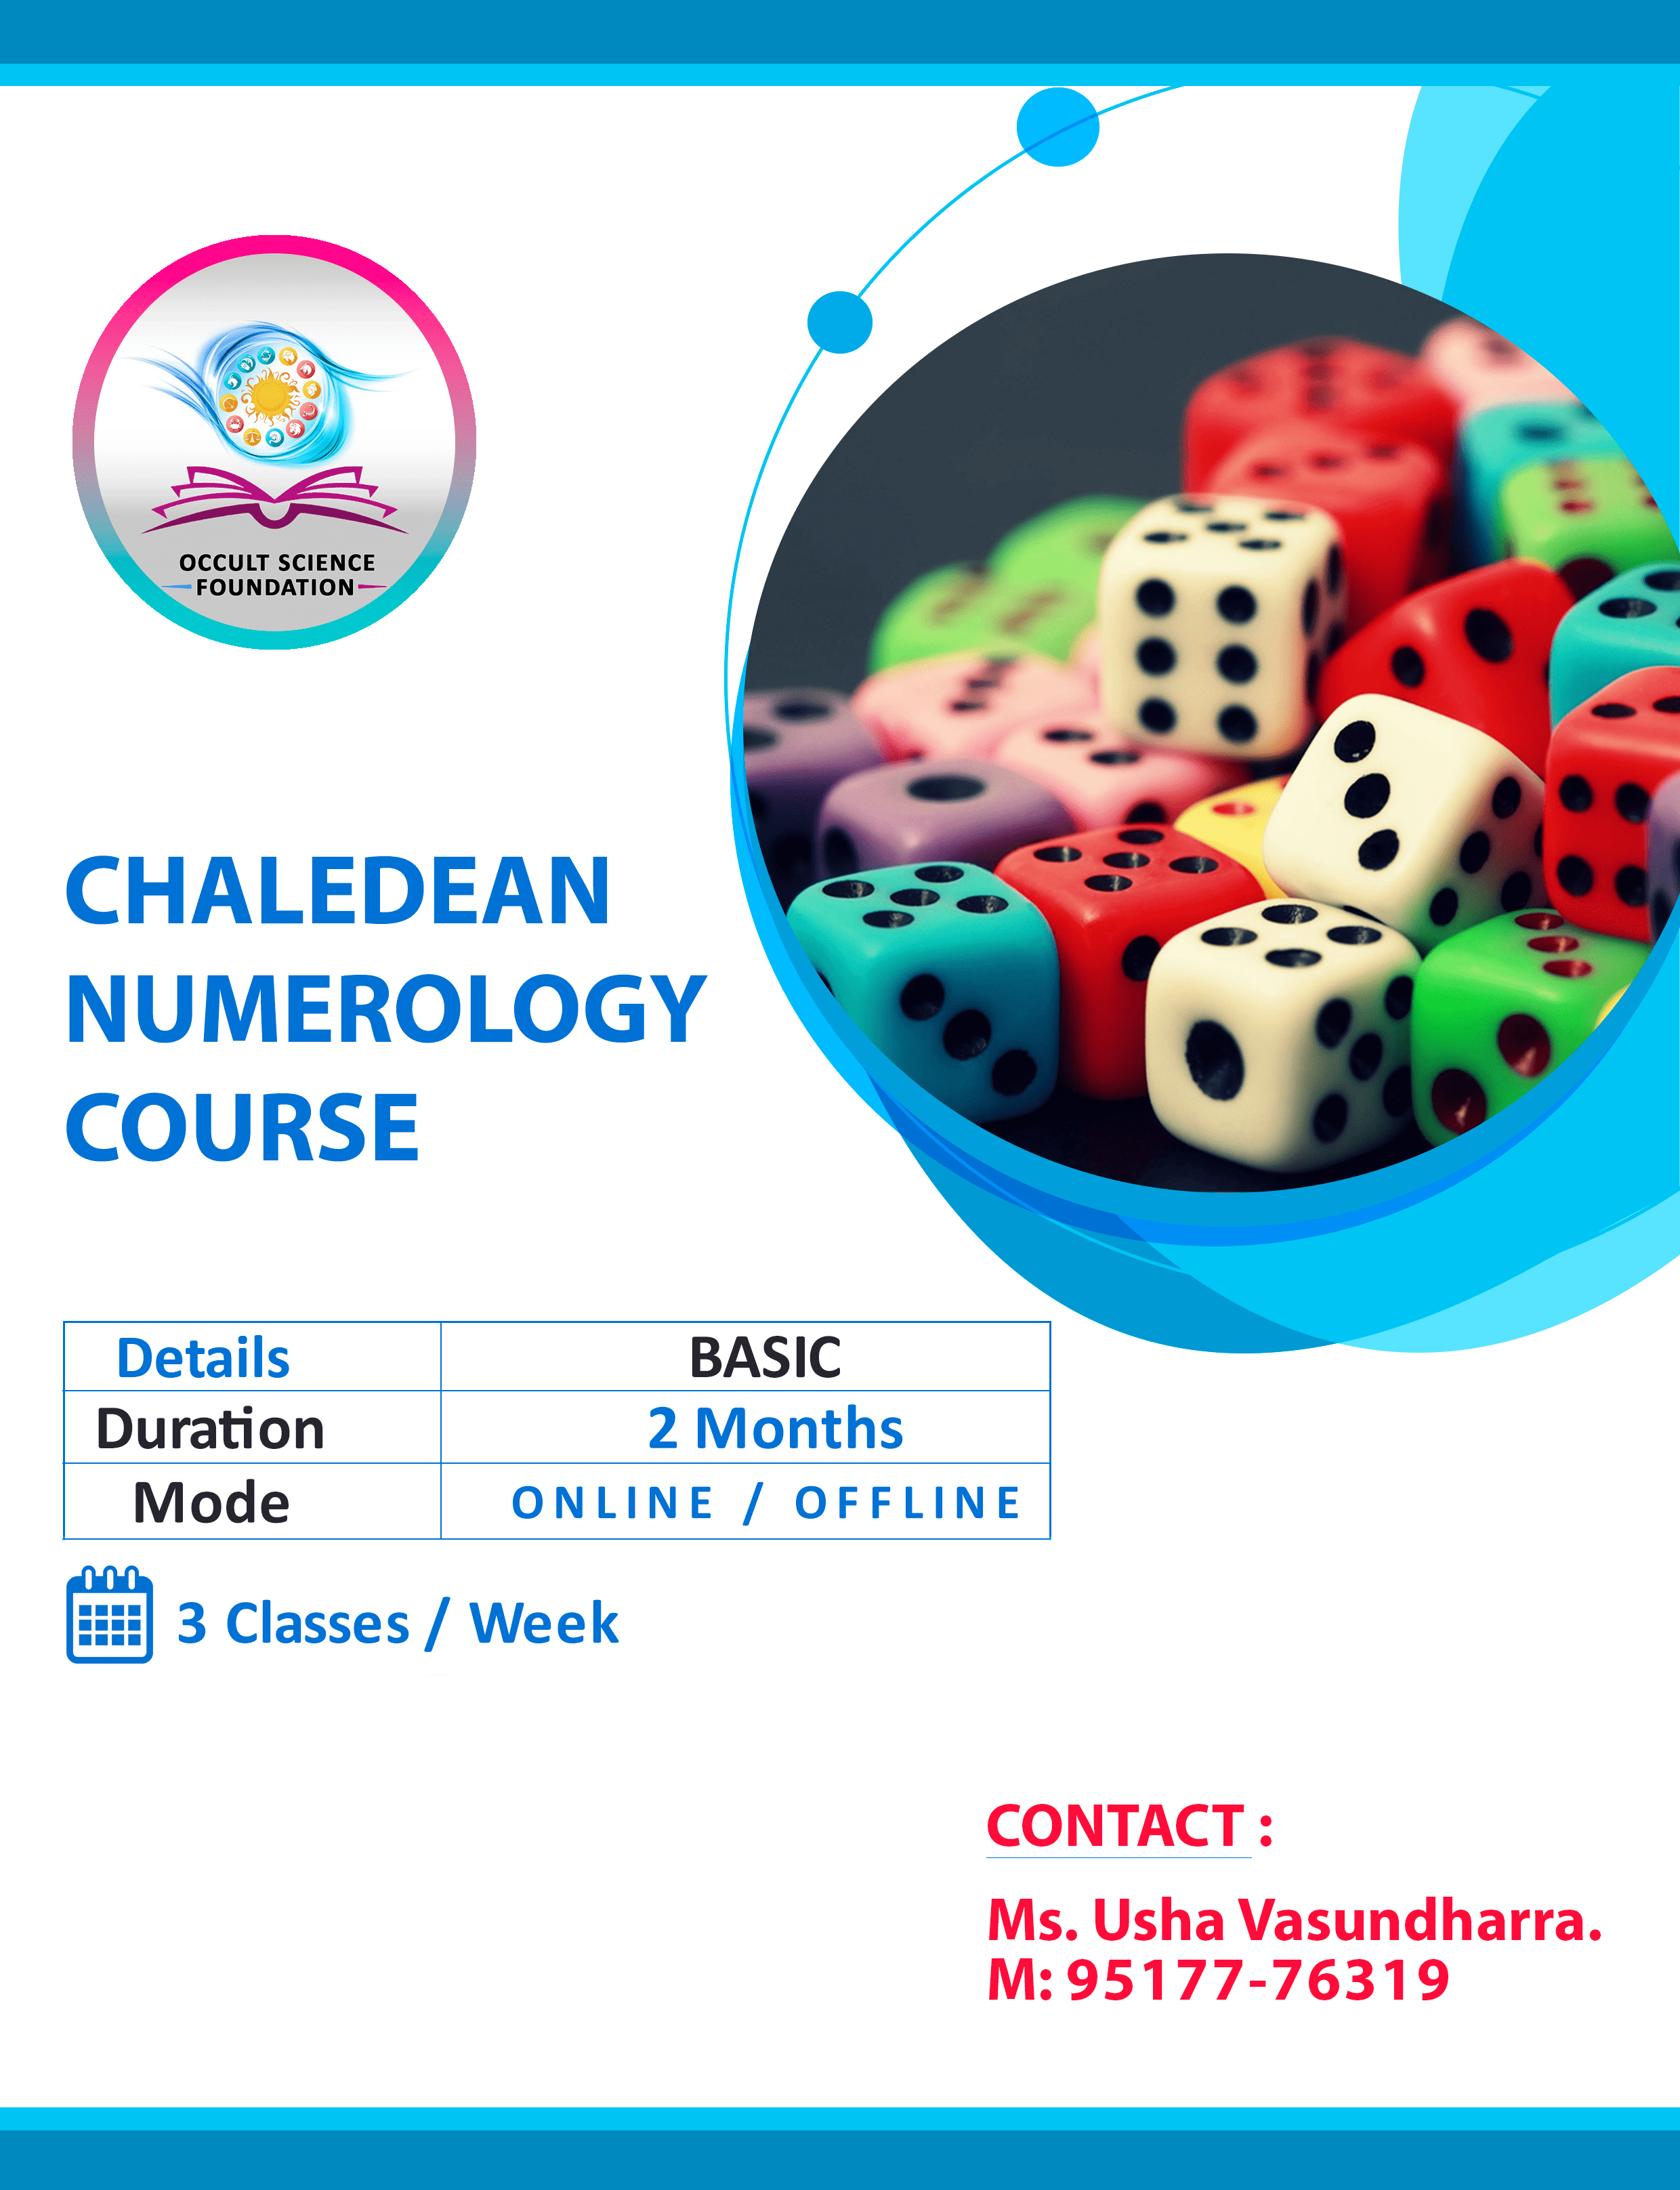 OCCULT SCIENCE
FOUNDATION
CHALEDEAN
NUMEROLOGY
COURSE
Details BASIC
Duration 2 Months
Mode ONLINE / OFFLINE
3 Classes / Week
CONTACT :
Ms. Usha Vasundharra.
M: 95177-76319